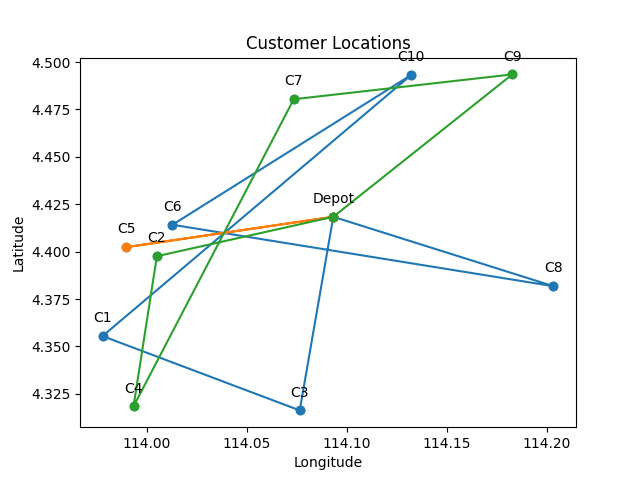 Customer Locations
C10
C9
C7
Depot
C6
C5
C2
C8
C1
C3
C4
4.500
4.475
4.450
4.425
4.400
4.375
4.350
4.325
Latitude
114.00
114.05
114.10
114.15
114.20
Longitude